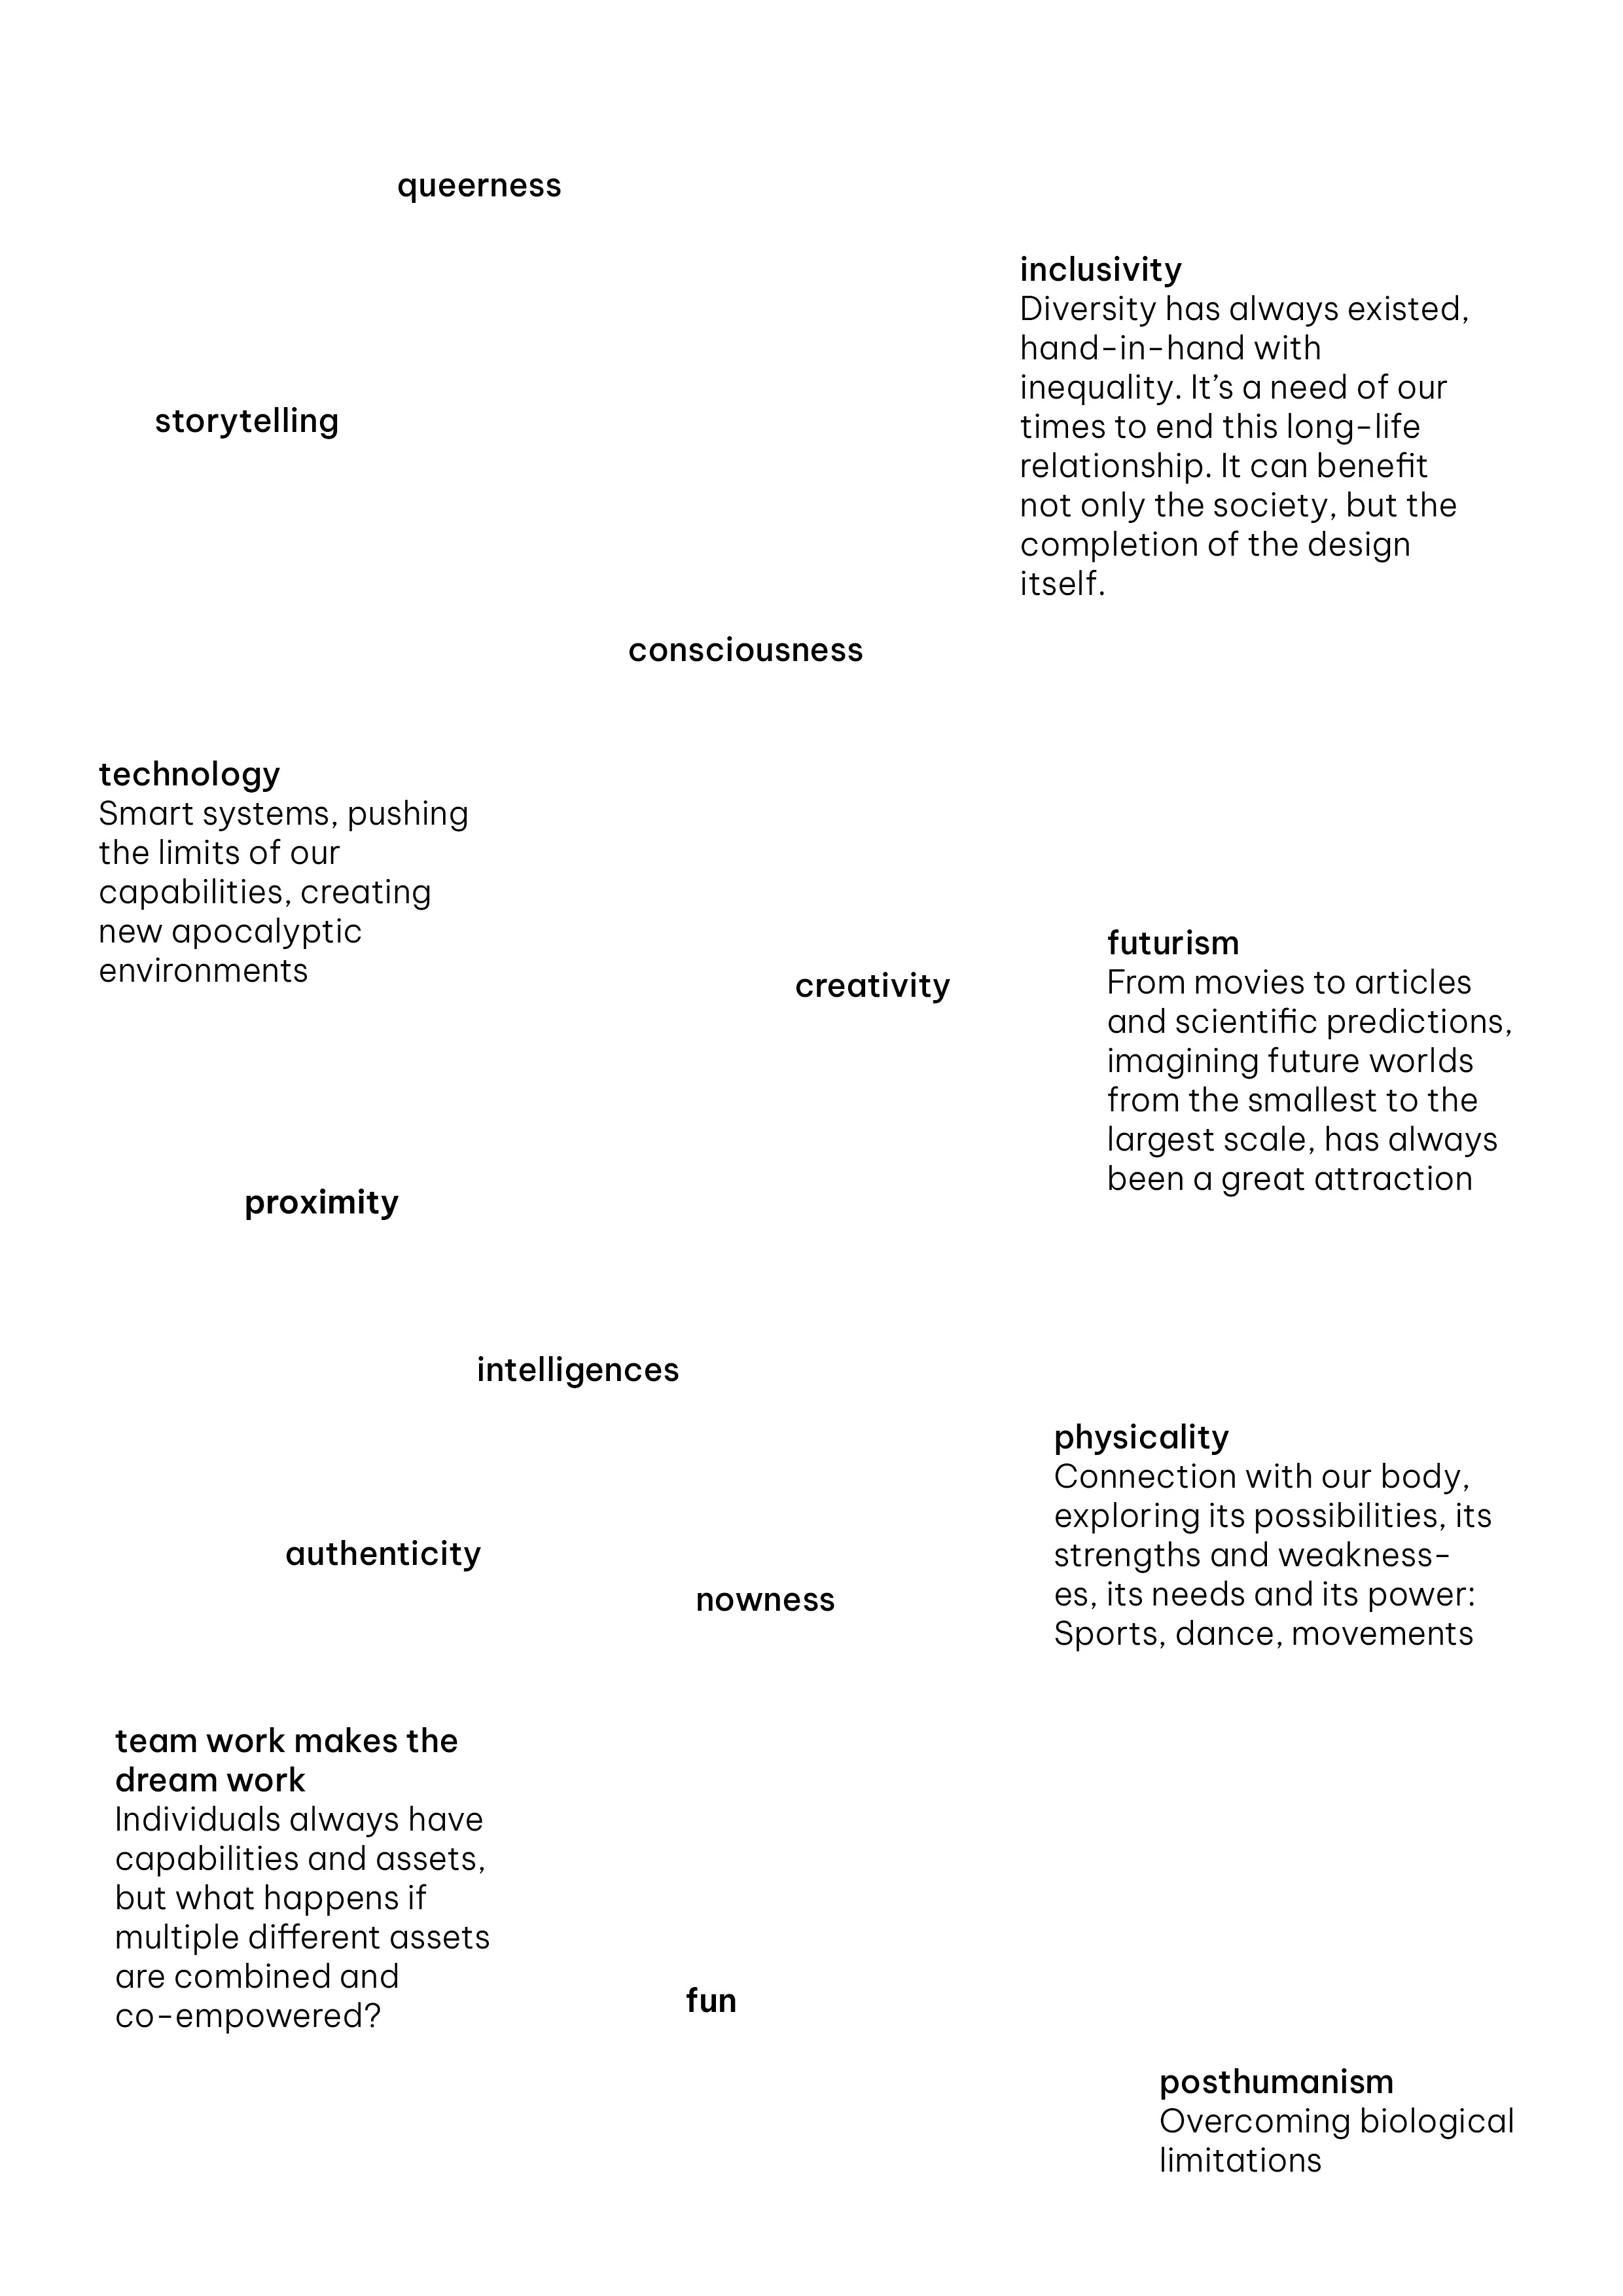 queerness
inclusivity
Diversity has always existed,
hand-in-hand with
inequality. It’s a need of our
times to end this long-life
relationship. It can benefit
not only the society, but the
completion of the design
itself.
storytelling
consciousness
technology
Smart systems, pushing
the limits of our
capabilities, creating
new apocalyptic
environments
creativity
futurism
From movies to articles
and scientific predictions,
imagining future worlds
from the smallest to the
largest scale, has always
been a great attraction
proximity
intelligences
physicality
Connection with our body,
exploring its possibilities, its
strengths and weakness-
es, its needs and its power:
Sports, dance, movements
authenticity
nowness
team work makes the
dream work
Individuals always have
capabilities and assets,
but what happens if
multiple different assets
are combined and
co-empowered?
fun
posthumanism
Overcoming biological
limitations